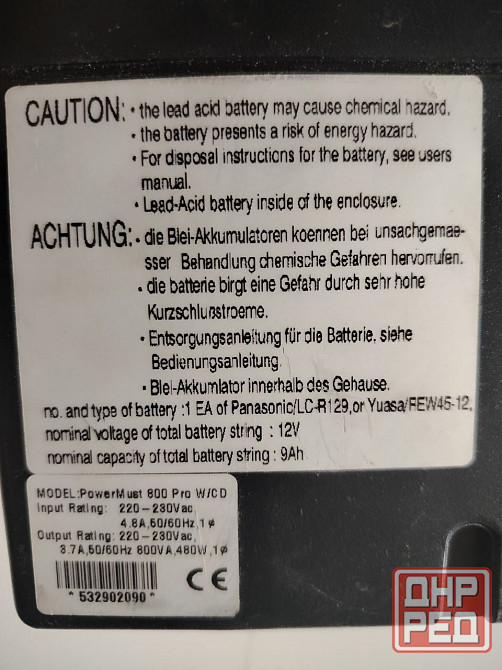 CAUTION: • the lead acid battery may cause chemical hazard.
• the battery presents a risk of energy hazard.
• For disposal instructions for the battery, see users
manual.
• Lead-Acid battery inside of the enclosure.
ACHTUNG: • die Blei-Akkumulatoren koennen bei unsachgemae-
sser Behandlung chemische Gefahren hervorrufen.
• die batterie birgt eine Gefahr durch sehr hohe
Kurzschlußstroeme.
• Entsorgungsanleitung für die Batterie, siehe
Bedienungsanleitung.
• Blei-Akkumlator innerhalb des Gehause.
no. and type of battery :1 EA of Panasonic/LC-R129,or Yuasa/REW45-12,
nominal voltage of total battery string : 12V
nominal capacity of total battery string : 9Ah
MODEL:PowerMust 800 Pro W/CD
Input Rating: 220-230Vac,
4.8A,50/60Hz,1ø
Output Rating: 220-230Vac,
3.7A,50/60Hz 800VA,480W,1ø
CE
* 532902090 *
ДНР
РЕД